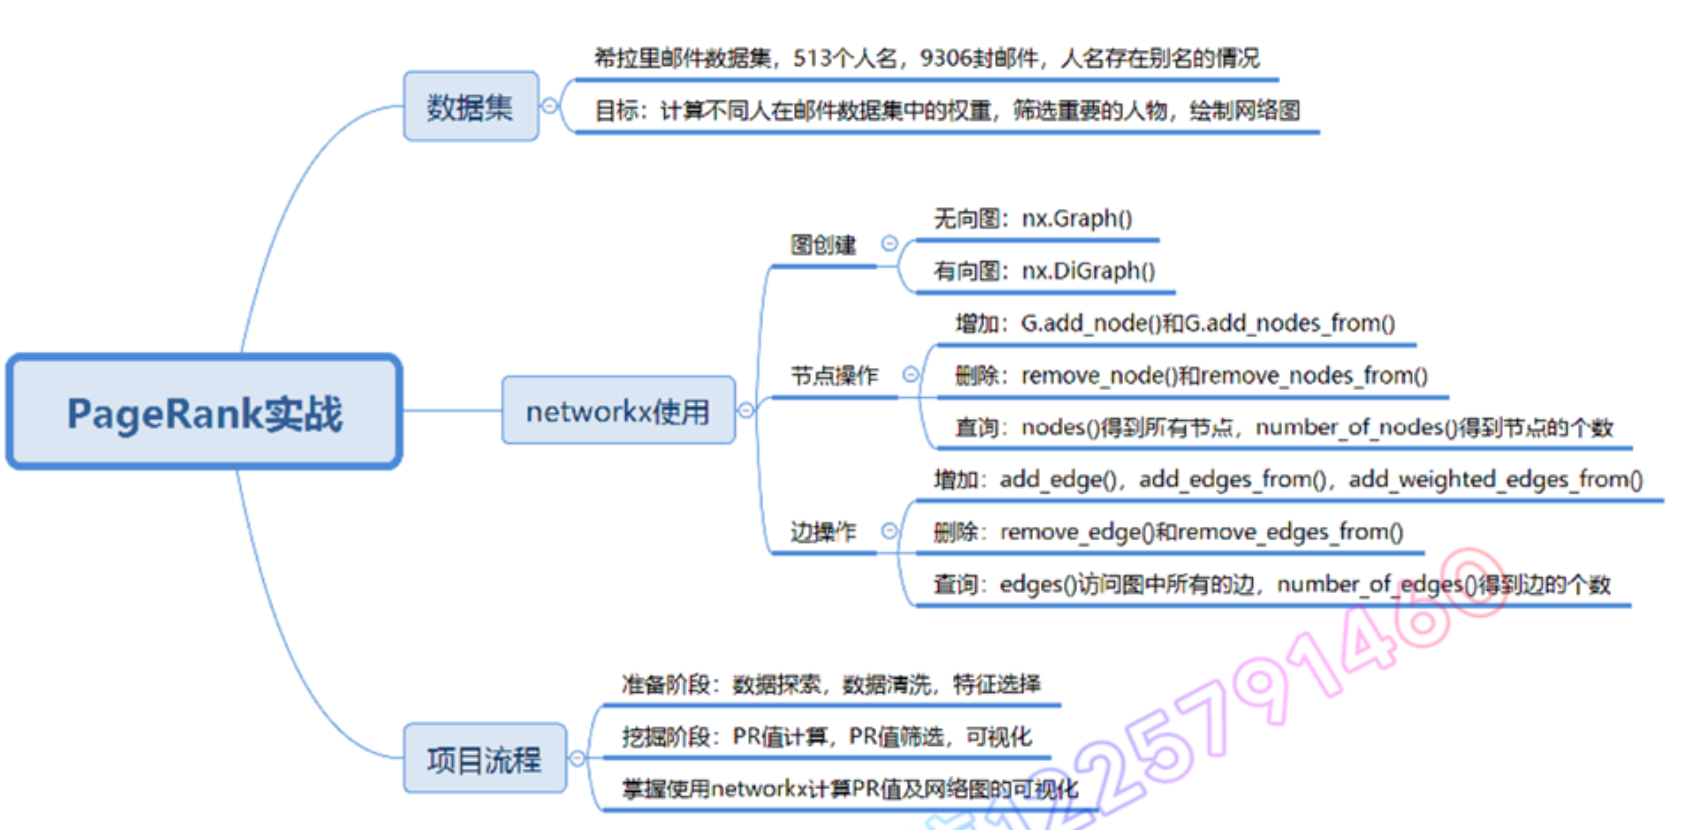 PageRank实战
数据集
希拉里邮件数据集，513个人名，9306封邮件，人名存在别名的情况
目标：计算不同人在邮件数据集中的权重，筛选重要的人物，绘制网络图
networkx使用
图创建
无向图：nx.Graph()
有向图：nx.DiGraph()
节点操作
增加：G.add_node()和G.add_nodes_from()
删除：remove_node()和remove_nodes_from()
查询：nodes()得到所有节点，number_of_nodes()得到节点的个数
边操作
增加：add_edge()，add_edges_from()，add_weighted_edges_from()
删除：remove_edge()和remove_edges_from()
查询：edges()访问图中所有的边，number_of_edges()得到边的个数
项目流程
准备阶段：数据探索，数据清洗，特征选择
挖掘阶段：PR值计算，PR值筛选，可视化
掌握使用networkx计算PR值及网络图的可视化
1225791460